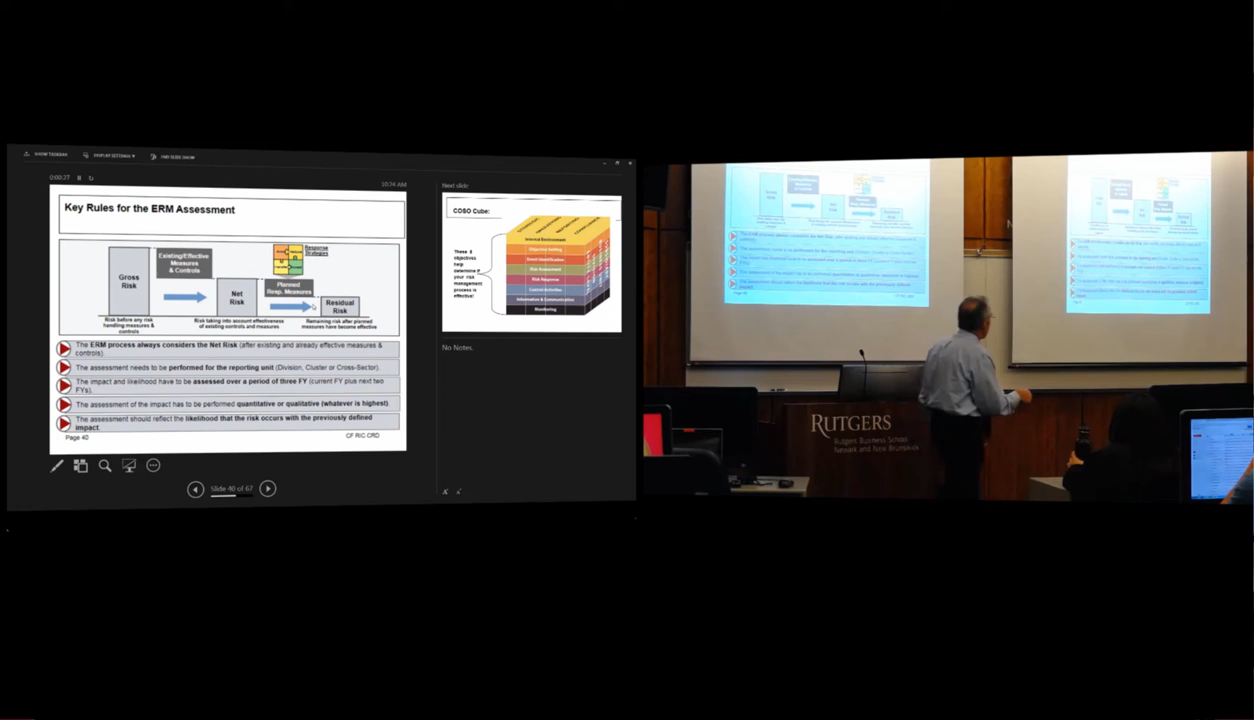 SHOW TASKBAR DISPLAY SETTINGS ▾ END SLIDE SHOW
0:00:27
10:24 AM
Key Rules for the ERM Assessment
Gross
Risk
Existing/Effective
Measures
& Controls
Net
Risk
Response
Strategies
Planned
Resp. Measures
Residual
Risk
Risk before any risk
handling measures &
controls
Risk taking into account effectiveness
of existing controls and measures
Remaining risk after planned
measures have become effective
The ERM process always considers the Net Risk (after existing and already effective measures &
controls).
The assessment needs to be performed for the reporting unit (Division, Cluster or Cross-Sector).
The impact and likelihood have to be assessed over a period of three FY (current FY plus next two
FYs).
The assessment of the impact has to be performed quantitative or qualitative (whatever is highest).
The assessment should reflect the likelihood that the risk occurs with the previously defined
impact.
Page 40
CF RIC CRD
Slide 40 of 67
Next slide
COSO Cube:
These 8
objectives
help
determine if
your risk
management
process is
effective!
Internal Environment
Objective Setting
Event Identification
Risk Assessment
Risk Response
Control Activities
Information & Communication
Monitoring
No Notes.
RUTGERS
Rutgers Business School
Newark and New Brunswick